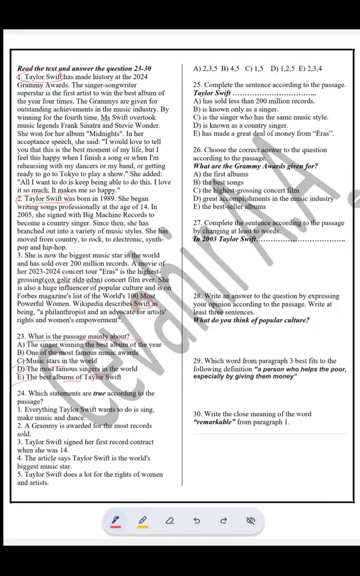 Read the text and answer the question 23-30
1. Taylor Swift has made history at the 2024
Grammy Awards. The singer-songwriter
superstar is the first artist to win the best album of
the year four times. The Grammys are given for
outstanding achievements in the music industry. By
winning for the fourth time, Ms Swift overtook
music legends Frank Sinatra and Stevie Wonder.
She won for her album "Midnights". In her
acceptance speech, she said: "I would love to tell
you that this is the best moment of my life, but I
feel this happy when I finish a song or when I'm
rehearsing with my dancers or my band, or getting
ready to go to Tokyo to play a show." She added:
"All I want to do is keep being able to do this. I love
it so much. It makes me so happy."
2. Taylor Swift was born in 1989. She began
writing songs professionally at the age of 14. In
2005, she signed with Big Machine Records to
become a country singer. Since then, she has
branched out into a variety of music styles. She has
moved from country, to rock, to electronic, synth-
pop and hip-hop.
3. She is now the biggest music star in the world
and has sold over 200 million records. A movie of
her 2023-2024 concert tour "Eras" is the highest-
grossing(çox gəlir əldə edən) concert film ever. She
is also a huge influencer of popular culture and is on
Forbes magazine's list of the World's 100 Most
Powerful Women. Wikipedia describes Swift as
being, "a philanthropist and an advocate for artists'
rights and women's empowerment".
23. What is the passage mainly about?
A) The singer winning the best album of the year
B) One of the most famous music awards
C) Music stars in the world
D) The most famous singers in the world
E) The best albums of Taylor Swift
24. Which statements are true according to the
passage?
1. Everything Taylor Swift wants to do is sing,
make music and dance.
2. A Grammy is awarded for the most records
sold.
3. Taylor Swift signed her first record contract
when she was 14.
4. The article says Taylor Swift is the world's
biggest music star.
5. Taylor Swift does a lot for the rights of women
and artists.
A) 2,3,5 B) 4,5 C) 1,5 D) 1,2,5 E) 2,3,4
25. Complete the sentence according to the passage.
Taylor Swift ……………………………..
A) has sold less than 200 million records.
B) is known only as a singer.
C) is the singer who has the same music style.
D) is known as a country singer.
E) has made a great deal of money from "Eras".
26. Choose the correct answer to the question
according to the passage.
What are the Grammy Awards given for?
A) the first albums
B) the best songs
C) the highest-grossing concert film
D) great accomplishments in the music industry
E) the best-seller albums
27. Complete the sentence according to the passage
by changing at least to words.
In 2005 Taylor Swift…………………………………
28. Write an answer to the question by expressing
your opinion according to the passage. Write at
least three sentences.
What do you think of popular culture?
29. Which word from paragraph 3 best fits to the
following definition "a person who helps the poor,
especially by giving them money"
30. Write the close meaning of the word
"remarkable" from paragraph 1.